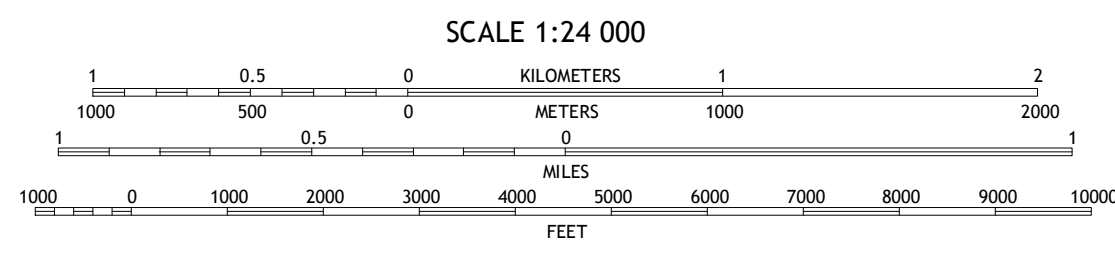 SCALE 1:24 000
1 0.5 0 KILOMETERS 1 2
1000 500 0 METERS 1000 2000
1 0.5 0 1
MILES
1000 0 1000 2000 3000 4000 5000 6000 7000 8000 9000 10000
FEET